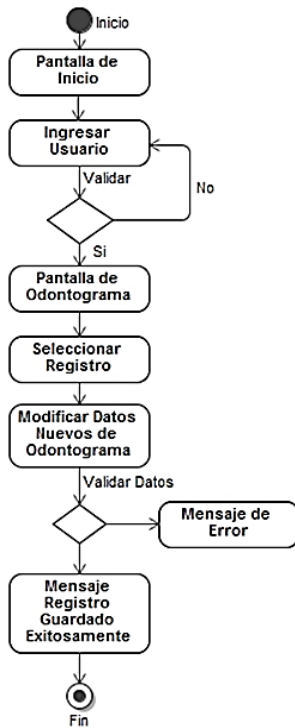 Inicio
Pantalla de
Inicio
Ingresar
Usuario
Validar
No
Si
Pantalla de
Odontograma
Seleccionar
Registro
Modificar Datos
Nuevos de
Odontograma
Validar Datos
Mensaje de
Error
Mensaje
Registro
Guardado
Exitosamente
Fin